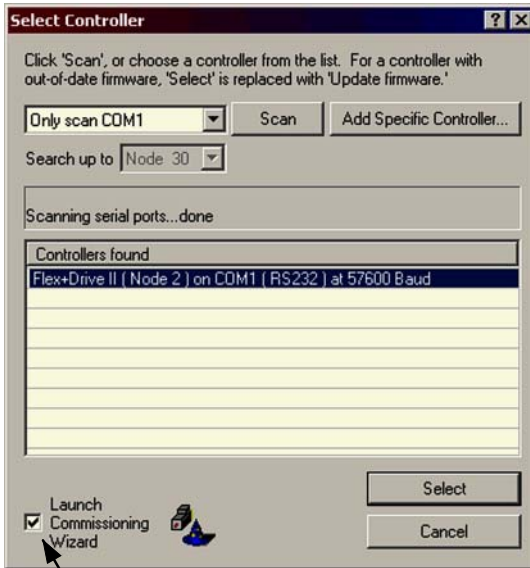 Select Controller
Click 'Scan', or choose a controller from the list. For a controller with
out-of-date firmware, 'Select' is replaced with 'Update firmware.'
Only scan COM1
Scan
Add Specific Controller...
Search up to Node 30
Scanning serial ports...done
Controllers found
Flex+Drive II ( Node 2 ) on COM1 ( RS232 ) at 57600 Baud
Launch
Commissioning
Wizard
Select
Cancel